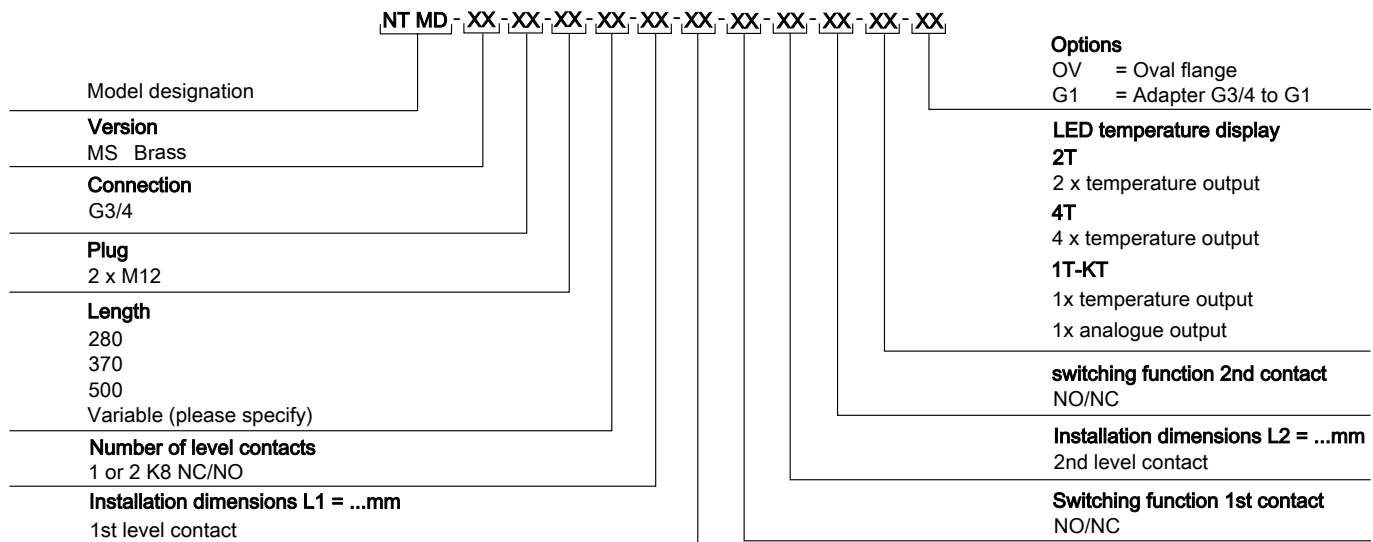 NT MD - XX - XX - XX - XX - XX - XX - XX - XX - XX - XX - XX
Model designation
Version
MS Brass
Connection
G3/4
Plug
2 x M12
Length
280
370
500
Variable (please specify)
Number of level contacts
1 or 2 K8 NC/NO
Installation dimensions L1 = ...mm
1st level contact
Options
OV = Oval flange
G1 = Adapter G3/4 to G1
LED temperature display
2T
2 x temperature output
4T
4 x temperature output
1T-KT
1x temperature output
1x analogue output
switching function 2nd contact
NO/NC
Installation dimensions L2 = ...mm
2nd level contact
Switching function 1st contact
NO/NC